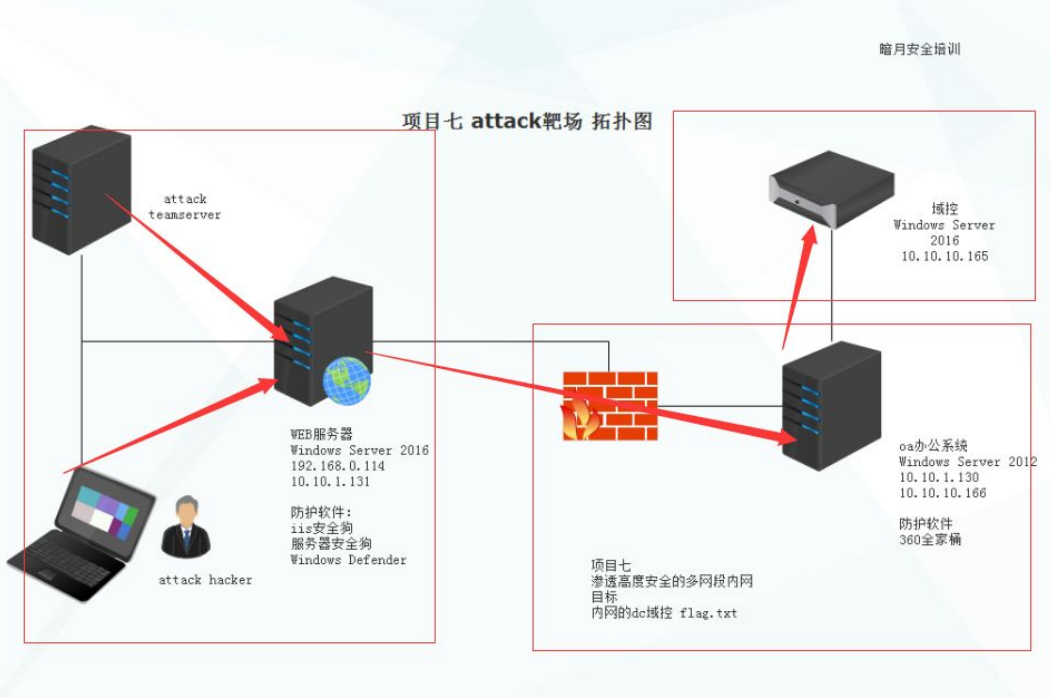 暗月安全培训
项目七 attack靶场 拓扑图
attack
teamserver
域控
Windows Server
2016
10.10.10.165
WEB服务器
Windows Server 2016
192.168.0.114
10.10.1.131
防护软件：
iis安全狗
服务器安全狗
Windows Defender
oa办公系统
Windows Server 2012
10.10.1.130
10.10.10.166
防护软件
360全家桶
attack hacker
项目七
渗透高度安全的多网段内网
目标
内网的dc域控 flag.txt